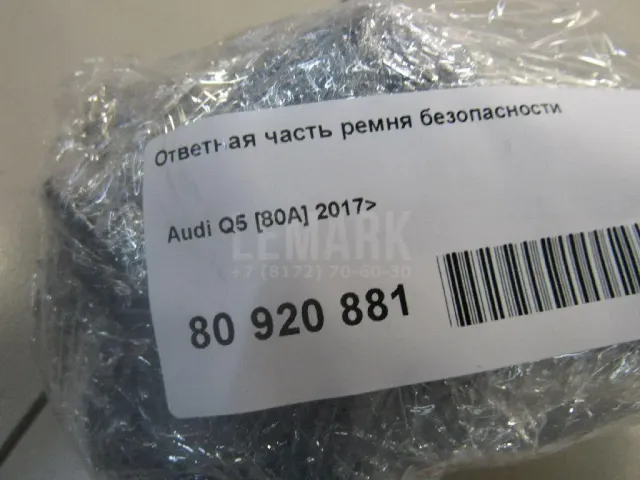 Ответная часть ремня безопасности
Audi Q5 [80A] 2017>
LEMARK
+7 (8172) 70-60-30
80 920 881